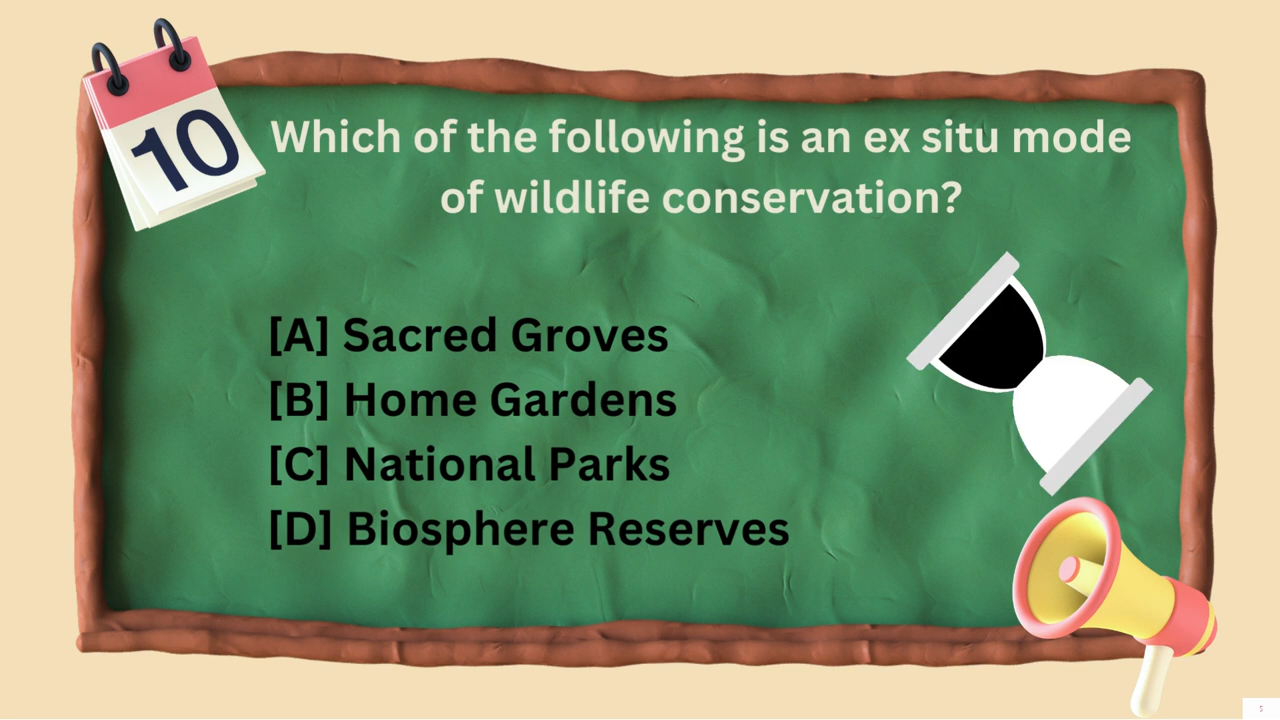 10
Which of the following is an ex situ mode
of wildlife conservation?
[A] Sacred Groves
[B] Home Gardens
[C] National Parks
[D] Biosphere Reserves
5